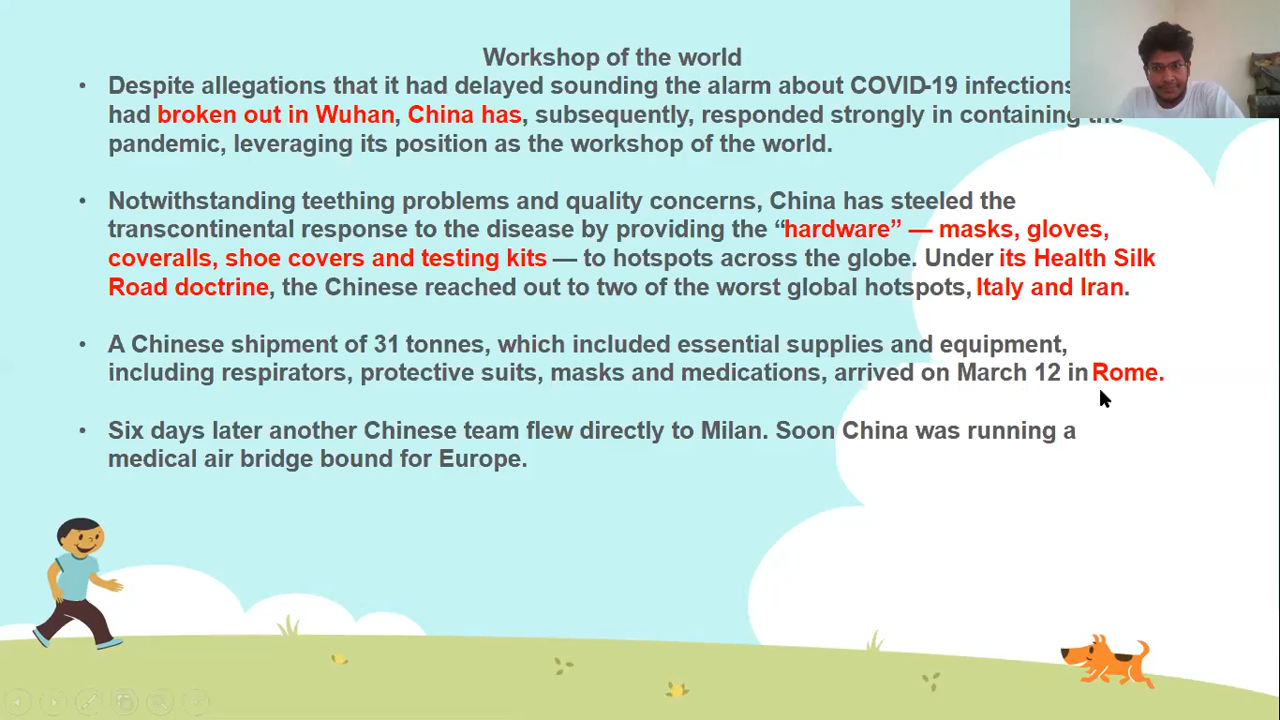 Workshop of the world
• Despite allegations that it had delayed sounding the alarm about COVID-19 infections
had broken out in Wuhan, China has, subsequently, responded strongly in containing the
pandemic, leveraging its position as the workshop of the world.
• Notwithstanding teething problems and quality concerns, China has steeled the
transcontinental response to the disease by providing the “hardware” — masks, gloves,
coveralls, shoe covers and testing kits — to hotspots across the globe. Under its Health Silk
Road doctrine, the Chinese reached out to two of the worst global hotspots, Italy and Iran.
• A Chinese shipment of 31 tonnes, which included essential supplies and equipment,
including respirators, protective suits, masks and medications, arrived on March 12 in Rome.
• Six days later another Chinese team flew directly to Milan. Soon China was running a
medical air bridge bound for Europe.